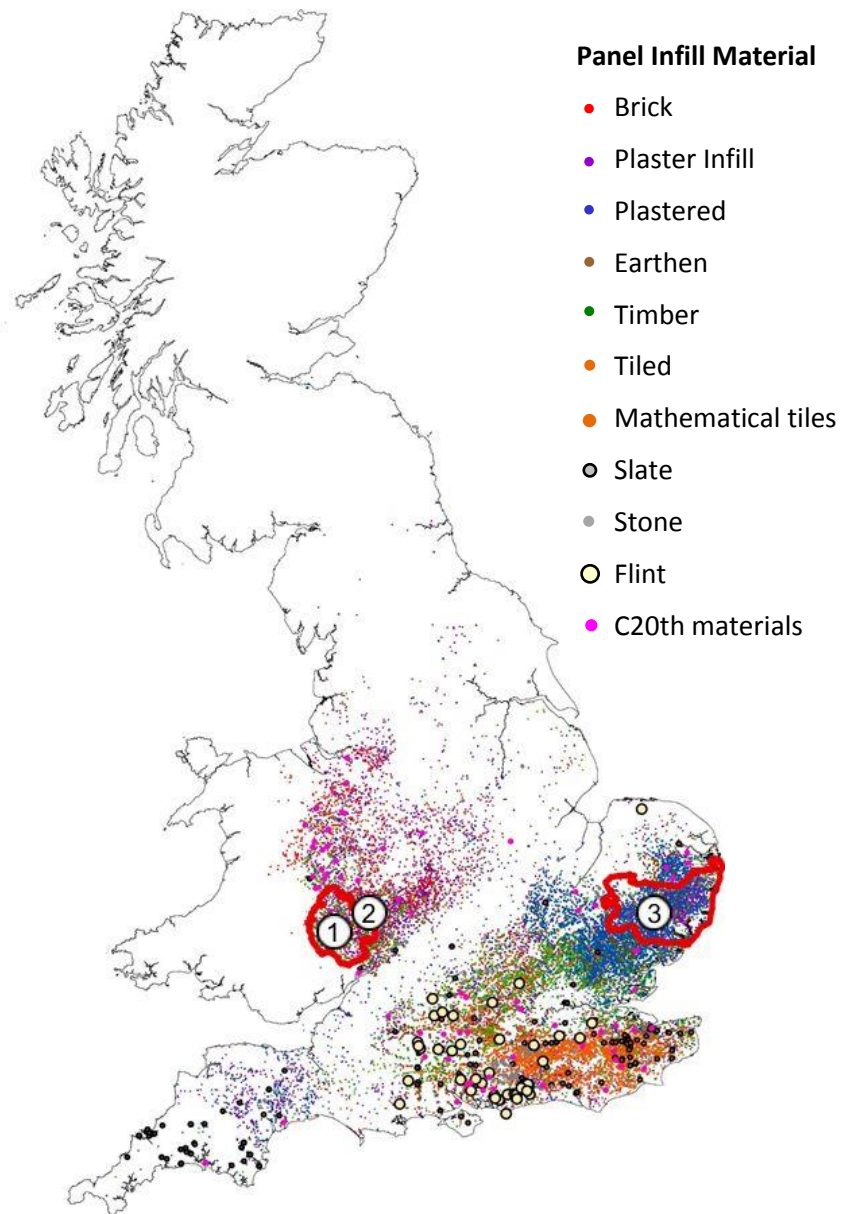 Panel Infill Material
Brick
Plaster Infill
Plastered
Earthen
Timber
Tiled
Mathematical tiles
Slate
Stone
Flint
C20th materials
1
2
3